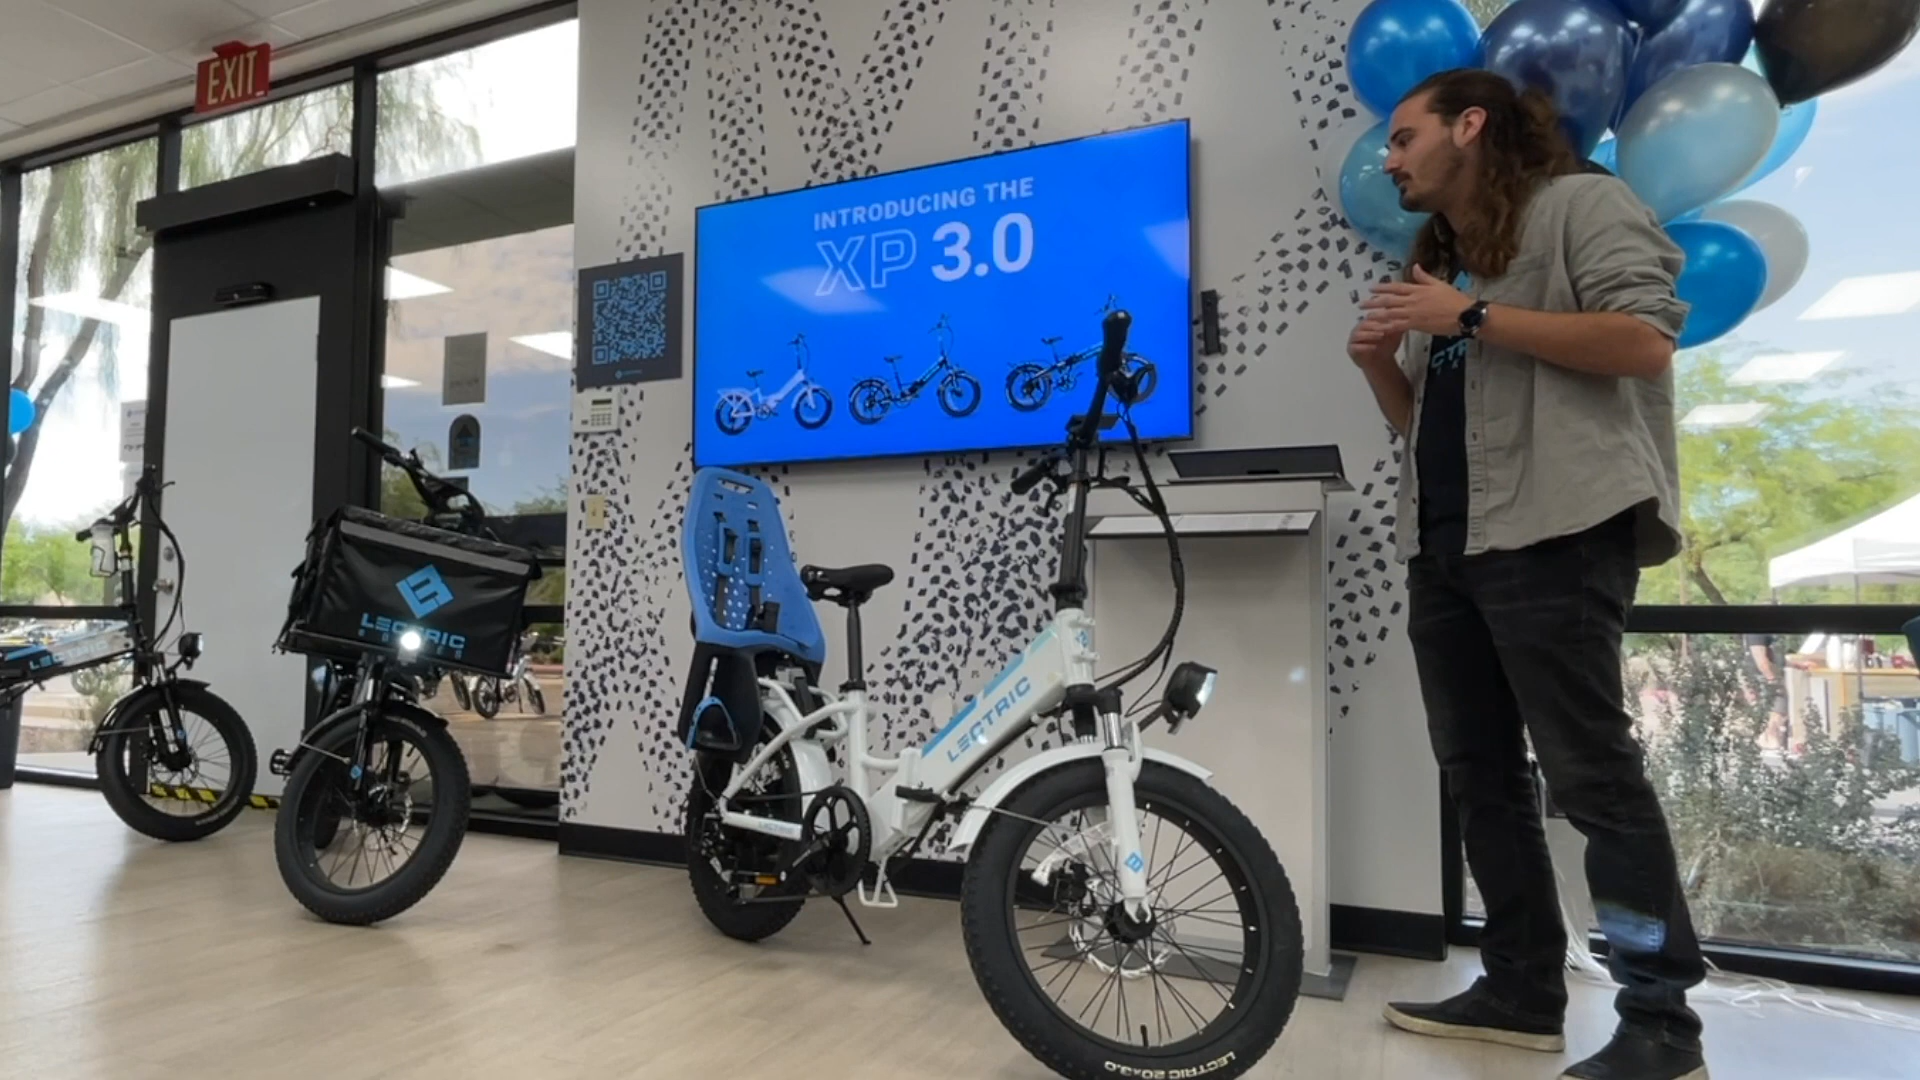 EXIT
INTRODUCING THE
XP 3.0
LECTRIC
LECTRIC
LECTRIC
LECTRIC 20x3.0